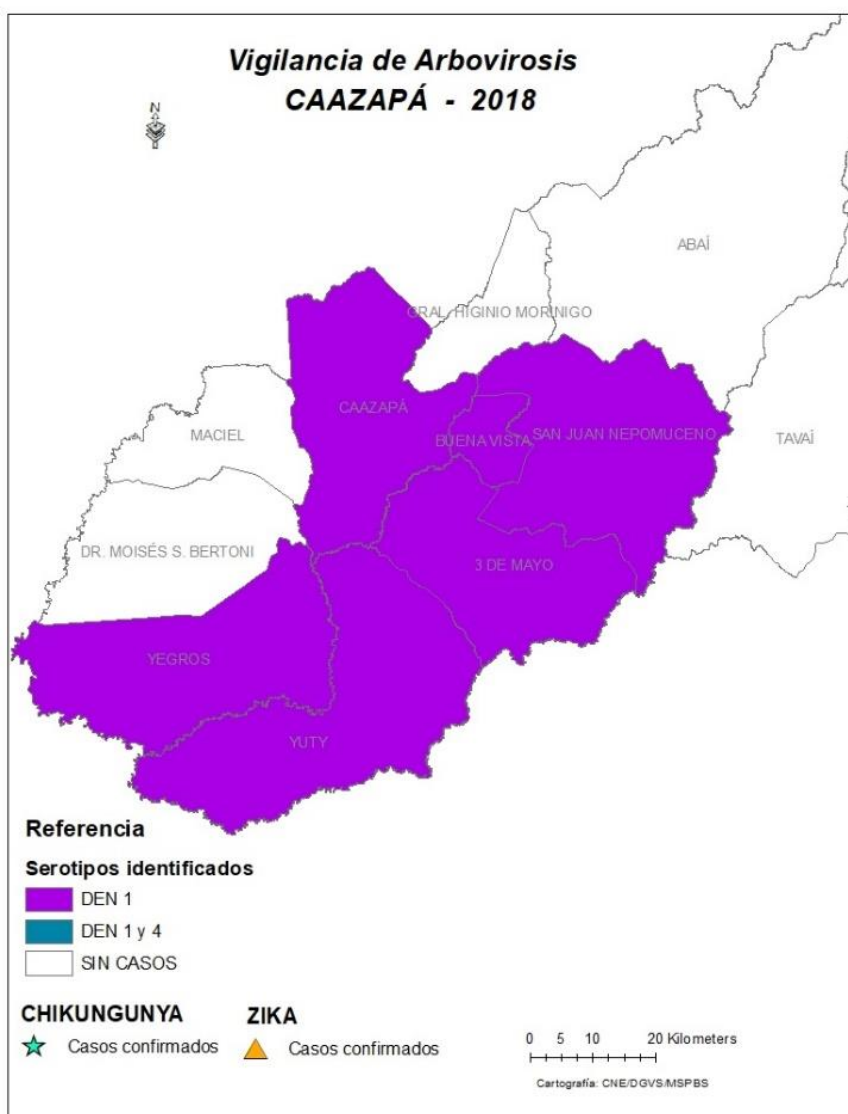 Vigilancia de Arbovirosis
CAAZAPÁ - 2018
N
ABAÍ
GRAL. HIGINIO MORINIGO
CAAZAPÁ
MACIEL
BUENA VISTA
SAN JUAN NEPOMUCENO
TAVAÍ
DR. MOISÉS S. BERTONI
3 DE MAYO
YEGROS
YUTY
Referencia
Serotipos identificados
DEN 1
DEN 1 y 4
SIN CASOS
CHIKUNGUNYA
Casos confirmados
ZIKA
Casos confirmados
0 5 10 20 Kilometers
Cartografía: CNE/DGVS/MSPBS